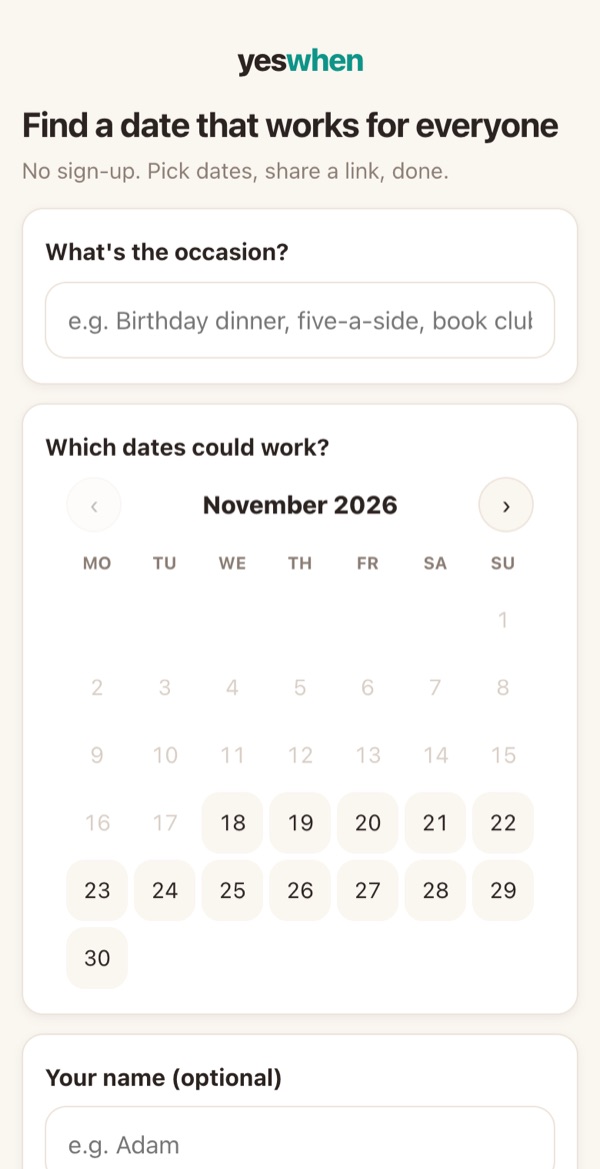 yeswhen
Find a date that works for everyone
No sign-up. Pick dates, share a link, done.
What's the occasion?
e.g. Birthday dinner, five-a-side, book club
Which dates could work?
‹ November 2026 ›
MO TU WE TH FR SA SU
1
2 3 4 5 6 7 8
9 10 11 12 13 14 15
16 17 18 19 20 21 22
23 24 25 26 27 28 29
30
Your name (optional)
e.g. Adam